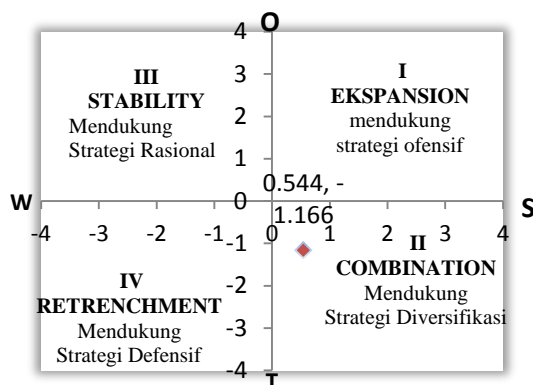 O
4
3
2
1
0
-1
-2
-3
-4
T
W
-4 -3 -2 -1 0 1 2 3 4
S
III
STABILITY
Mendukung
Strategi Rasional
I
EKSPANSION
mendukung
strategi ofensif
0.544, -
1.166
IV
RETRENCHMENT
Mendukung
Strategi Defensif
II
COMBINATION
Mendukung
Strategi Diversifikasi